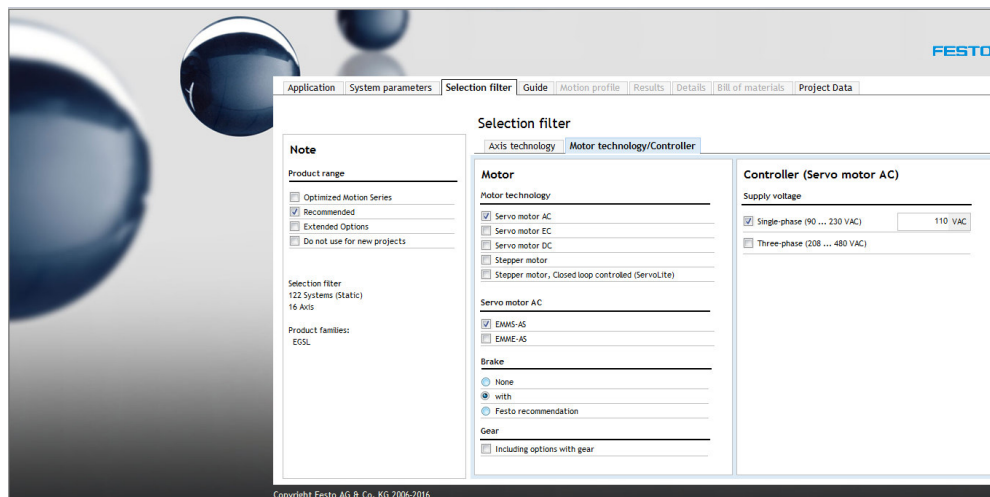 FESTO
Application System parameters Selection filter Guide Motion profile Results Details Bill of materials Project Data
Selection filter
Axis technology Motor technology/Controller
Note
Product range
Optimized Motion Series
Recommended
Extended Options
Do not use for new projects
Selection filter
122 Systems (Static)
16 Axis
Product families:
EGSL
Motor
Motor technology
Servo motor AC
Servo motor EC
Servo motor DC
Stepper motor
Stepper motor, Closed loop controlled (ServoLite)
Servo motor AC
EMMS-AS
EMME-AS
Brake
None
with
Festo recommendation
Gear
Including options with gear
Controller (Servo motor AC)
Supply voltage
Single-phase (90 ... 230 VAC) 110 VAC
Three-phase (208 ... 480 VAC)
Copyright Festo AG & Co. KG 2006-2016